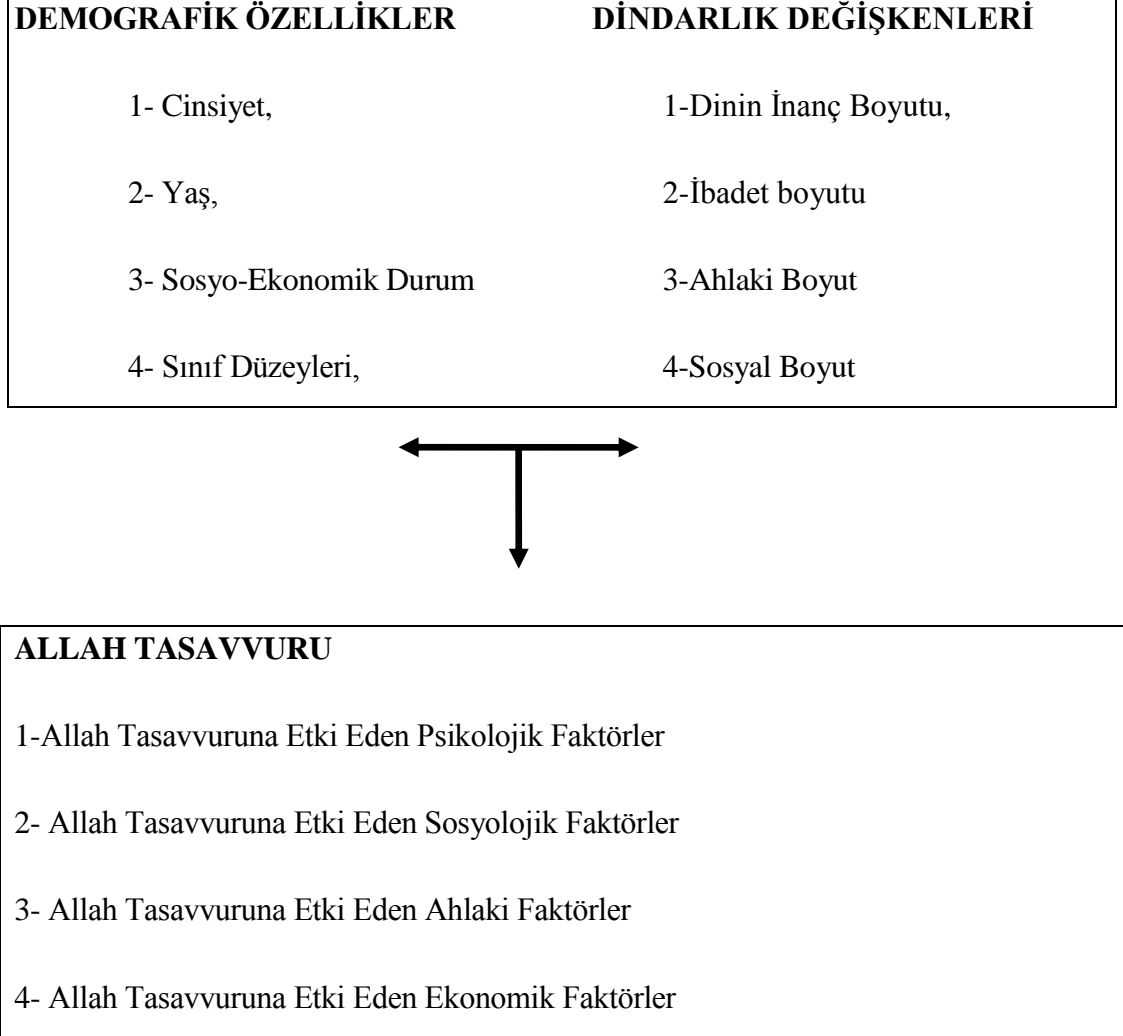 DEMOGRAFİK ÖZELLİKLER DİNDARLIK DEĞİŞKENLERİ
1- Cinsiyet, 1-Dinin İnanç Boyutu,
2- Yaş, 2-İbadet boyutu
3- Sosyo-Ekonomik Durum 3-Ahlaki Boyut
4- Sınıf Düzeyleri, 4-Sosyal Boyut
ALLAH TASAVVURU
1-Allah Tasavvuruna Etki Eden Psikolojik Faktörler
2- Allah Tasavvuruna Etki Eden Sosyolojik Faktörler
3- Allah Tasavvuruna Etki Eden Ahlaki Faktörler
4- Allah Tasavvuruna Etki Eden Ekonomik Faktörler